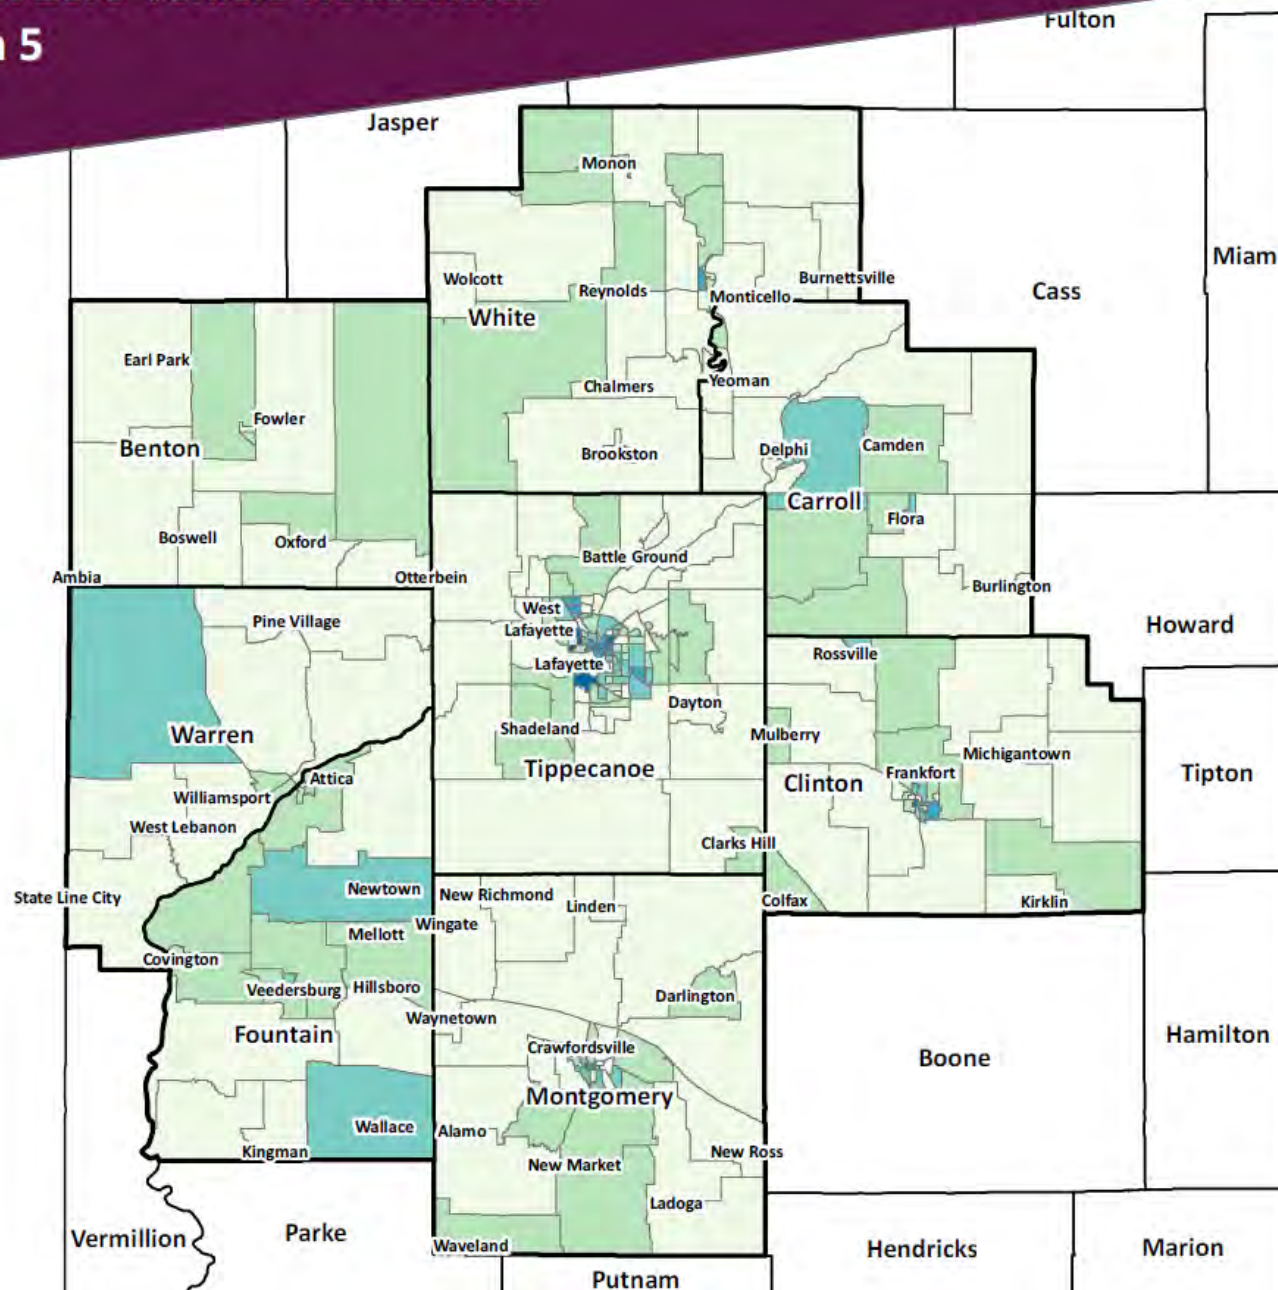 5
Fulton
Jasper
Monon
Miam
Wolcott
Reynolds
Burnettsville
Monticello
Cass
White
Earl Park
Chalmers
Yeoman
Fowler
Benton
Brookston
Delphi
Camden
Carroll
Flora
Boswell
Oxford
Battle Ground
Ambia
Otterbein
Burlington
West
Lafayette
Pine Village
Howard
Rossville
Lafayette
Dayton
Warren
Shadeland
Mulberry
Michigantown
Tippecanoe
Attica
Frankfort
Tipton
Clinton
Williamsport
West Lebanon
Clarks Hill
State Line City
Newtown
New Richmond
Linden
Colfax
Kirklin
Wingate
Mellott
Covington
Veedersburg
Hillsboro
Darlington
Waynetown
Fountain
Hamilton
Crawfordsville
Boone
Montgomery
Wallace
Alamo
Kingman
New Ross
New Market
Ladoga
Vermillion
Parke
Waveland
Hendricks
Marion
Putnam